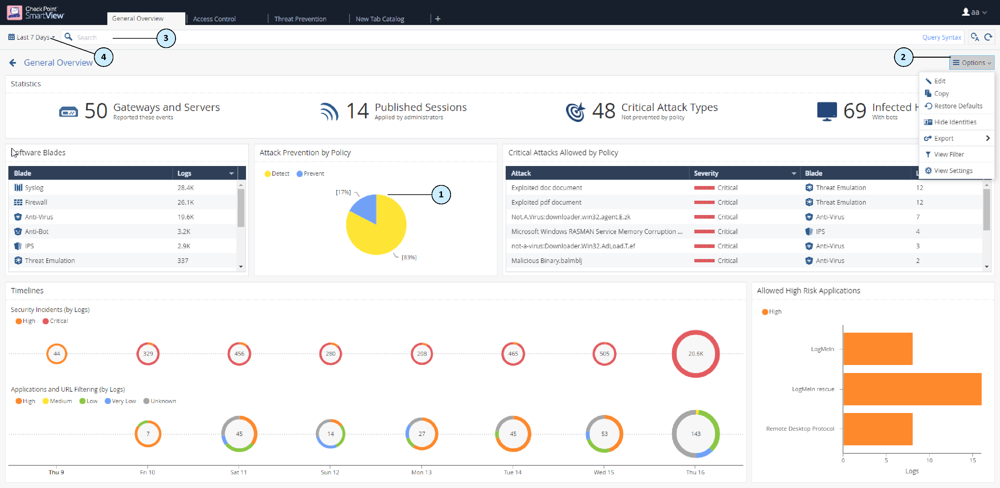 Check Point
SmartView
General Overview
Access Control
Threat Prevention
New Tab Catalog
+
aa
Last 7 Days
Search
3
Query Syntax
4
2
General Overview
Options
Edit
Copy
Restore Defaults
Hide Identities
Export
View Filter
View Settings
Statistics
50 Gateways and Servers
Reported these events
14 Published Sessions
Applied by administrators
48 Critical Attack Types
Not prevented by policy
69 Infected H
With bots
Software Blades
Blade Logs
Syslog 28.4K
Firewall 26.1K
Anti-Virus 19.6K
Anti-Bot 3.2K
IPS 2.9K
Threat Emulation 337
Attack Prevention by Policy
Detect Prevent
[17%]
1
[83%]
Critical Attacks Allowed by Policy
Attack Severity Blade L
Exploited doc document Critical Threat Emulation 12
Exploited pdf document Critical Threat Emulation 12
Not.A.Virus:downloader.win32.agent.E.zk Critical Anti-Virus 7
Microsoft Windows RASMAN Service Memory Corruption ... Critical IPS 4
not-a-virus:Downloader.Win32.AdLoad.T.ef Critical Anti-Virus 3
Malicious Binary.balmblj Critical Anti-Virus 2
Timelines
Security Incidents (by Logs)
High Critical
44 329 456 280 208 465 505 20.6K
Applications and URL Filtering (by Logs)
High Medium Low Very Low Unknown
7 45 14 27 45 53 143
Thu 9 Fri 10 Sat 11 Sun 12 Mon 13 Tue 14 Wed 15 Thu 16
Allowed High Risk Applications
High
LogMeIn
LogMeIn rescue
Remote Desktop Protocol
0 5 10 15
Logs